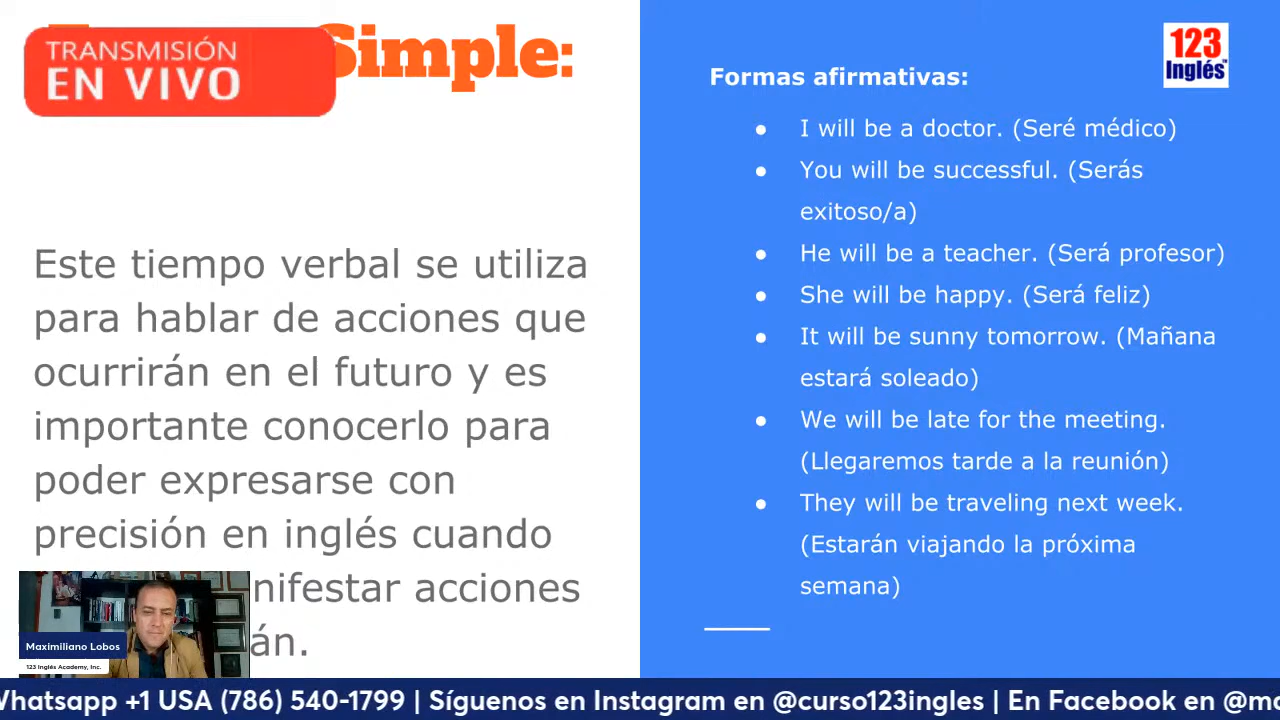 TRANSMISIÓN
EN VIVO
Simple:
123
Inglés
Formas afirmativas:
● I will be a doctor. (Seré médico)
● You will be successful. (Serás
exitoso/a)
● He will be a teacher. (Será profesor)
● She will be happy. (Será feliz)
● It will be sunny tomorrow. (Mañana
estará soleado)
● We will be late for the meeting.
(Llegaremos tarde a la reunión)
● They will be traveling next week.
(Estarán viajando la próxima
semana)
Este tiempo verbal se utiliza
para hablar de acciones que
ocurrirán en el futuro y es
importante conocerlo para
poder expresarse con
precisión en inglés cuando
nifestar acciones
án.
Maximiliano Lobos
123 Inglés Academy, Inc.
Whatsapp +1 USA (786) 540-1799 | Síguenos en Instagram en @curso123ingles | En Facebook en